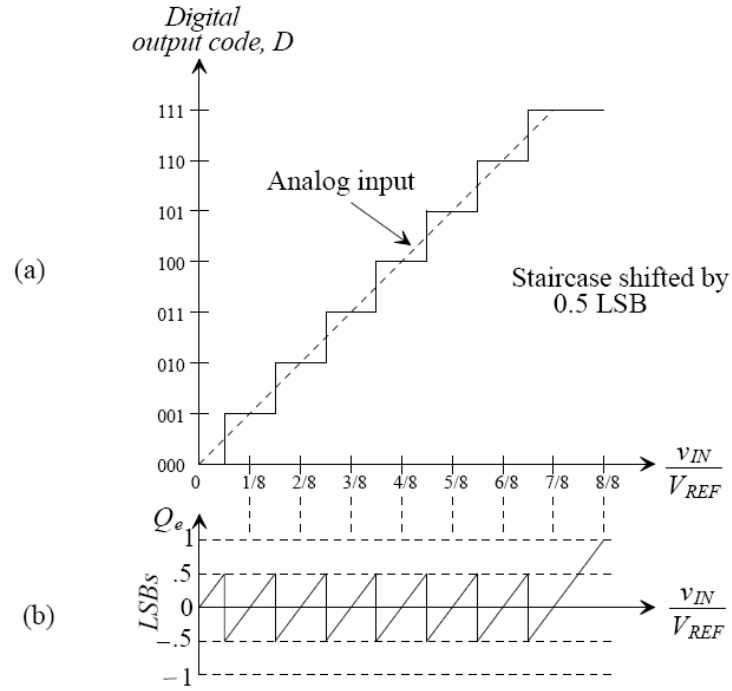 Digital
output code, D
111
110
101
100
011
010
001
000
Analog input
Staircase shifted by
0.5 LSB
(a)
0 1/8 2/8 3/8 4/8 5/8 6/8 7/8 8/8
v_IN
V_REF
Q_e
1
.5
0
-.5
-1
LSBs
(b)
v_IN
V_REF